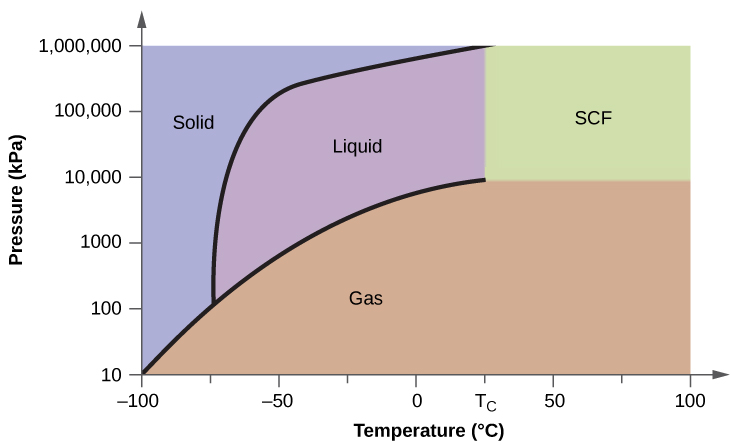 1,000,000
100,000
10,000
1000
100
10
Pressure (kPa)
Solid
Liquid
SCF
Gas
–100
–50
0
TC
50
100
Temperature (°C)